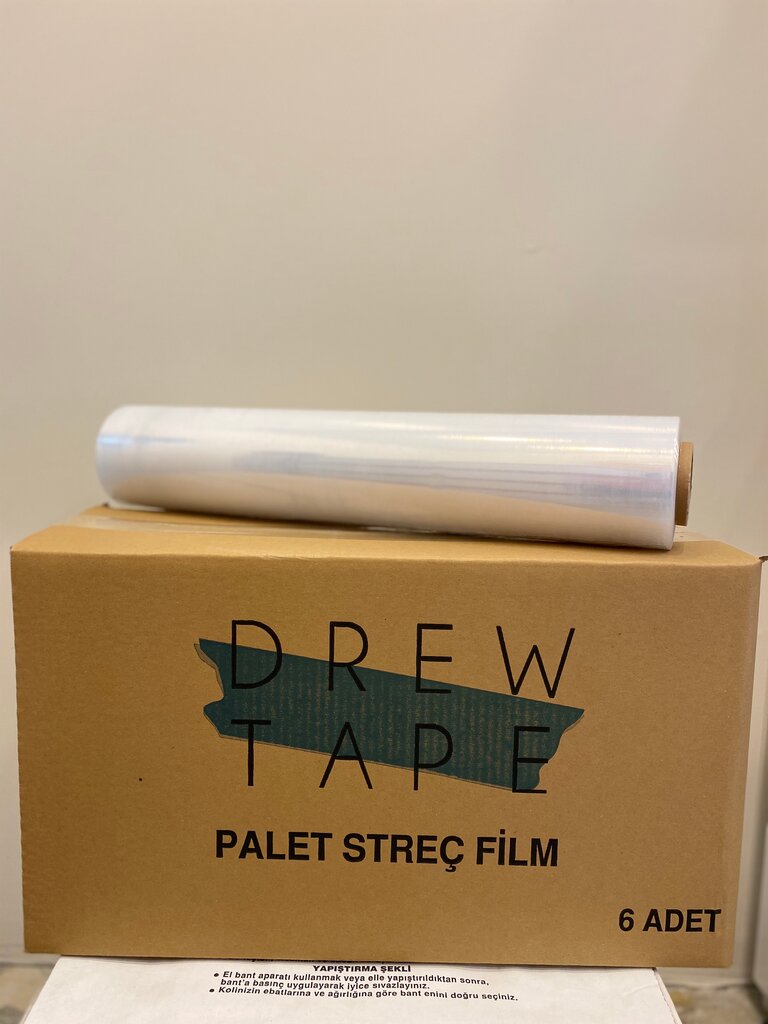 DREW
TAPE
PALET STREÇ FİLM
6 ADET
YAPIŞTIRMA ŞEKLİ
• El bant aparatı kullanmak veya elle yapıştırıldıktan sonra,
bant'a basınç uygulayarak iyice sıvazlayınız.
• Kolinizin ebatlarına ve ağırlığına göre bant enini doğru seçiniz.